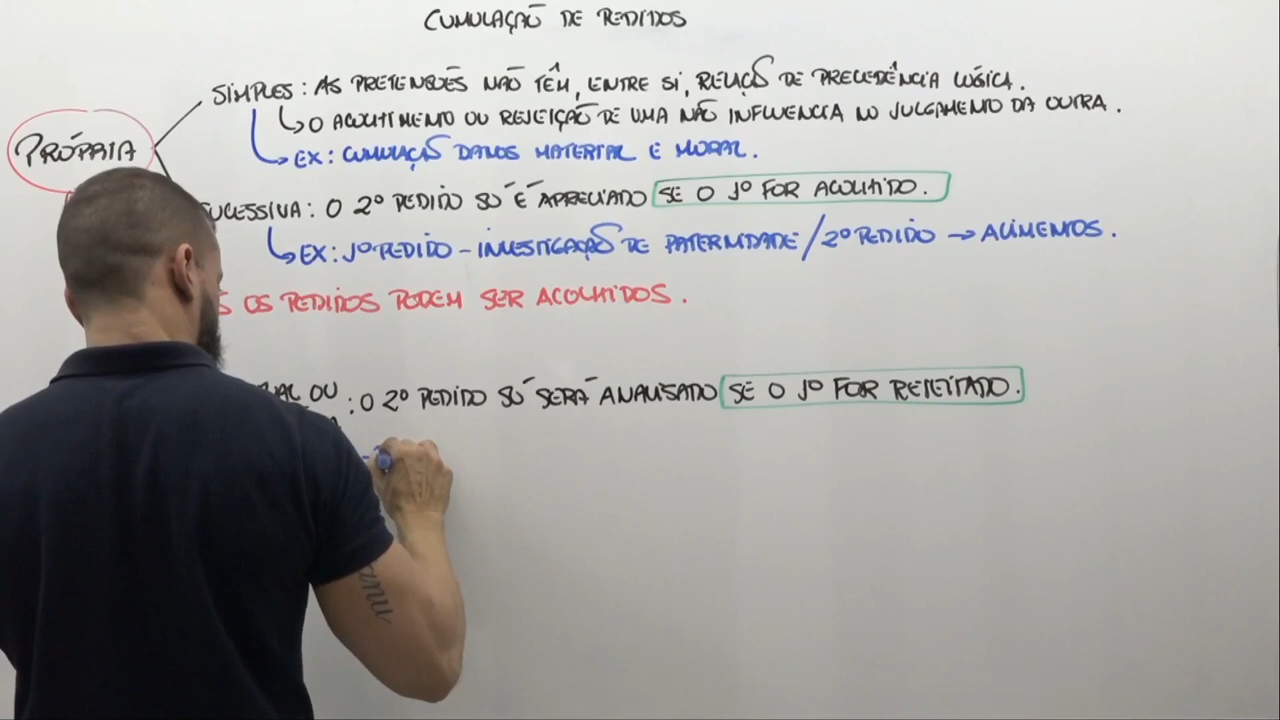 CUMULAÇÃO DE PEDIDOS
SIMPLES: AS PRETENSÕES NÃO TÊM, ENTRE SI, RELAÇÃO DE PRECEDÊNCIA LÓGICA.
O ACOLHIMENTO OU REJEIÇÃO DE UMA NÃO INFLUENCIA NO JULGAMENTO DA OUTRA.
PRÓPRIA
EX: CUMULAÇÃO DANOS MATERIAL E MORAL.
SUCESSIVA: O 2º PEDIDO SÓ É APRECIADO SE O 1º FOR ACOLHIDO.
EX: 1º PEDIDO - INVESTIGAÇÃO DE PATERNIDADE / 2º PEDIDO → ALIMENTOS.
S OS PEDIDOS PODEM SER ACOLHIDOS.
AL OU : O 2º PEDIDO SÓ SERÁ ANALISADO SE O 1º FOR REJEITADO.